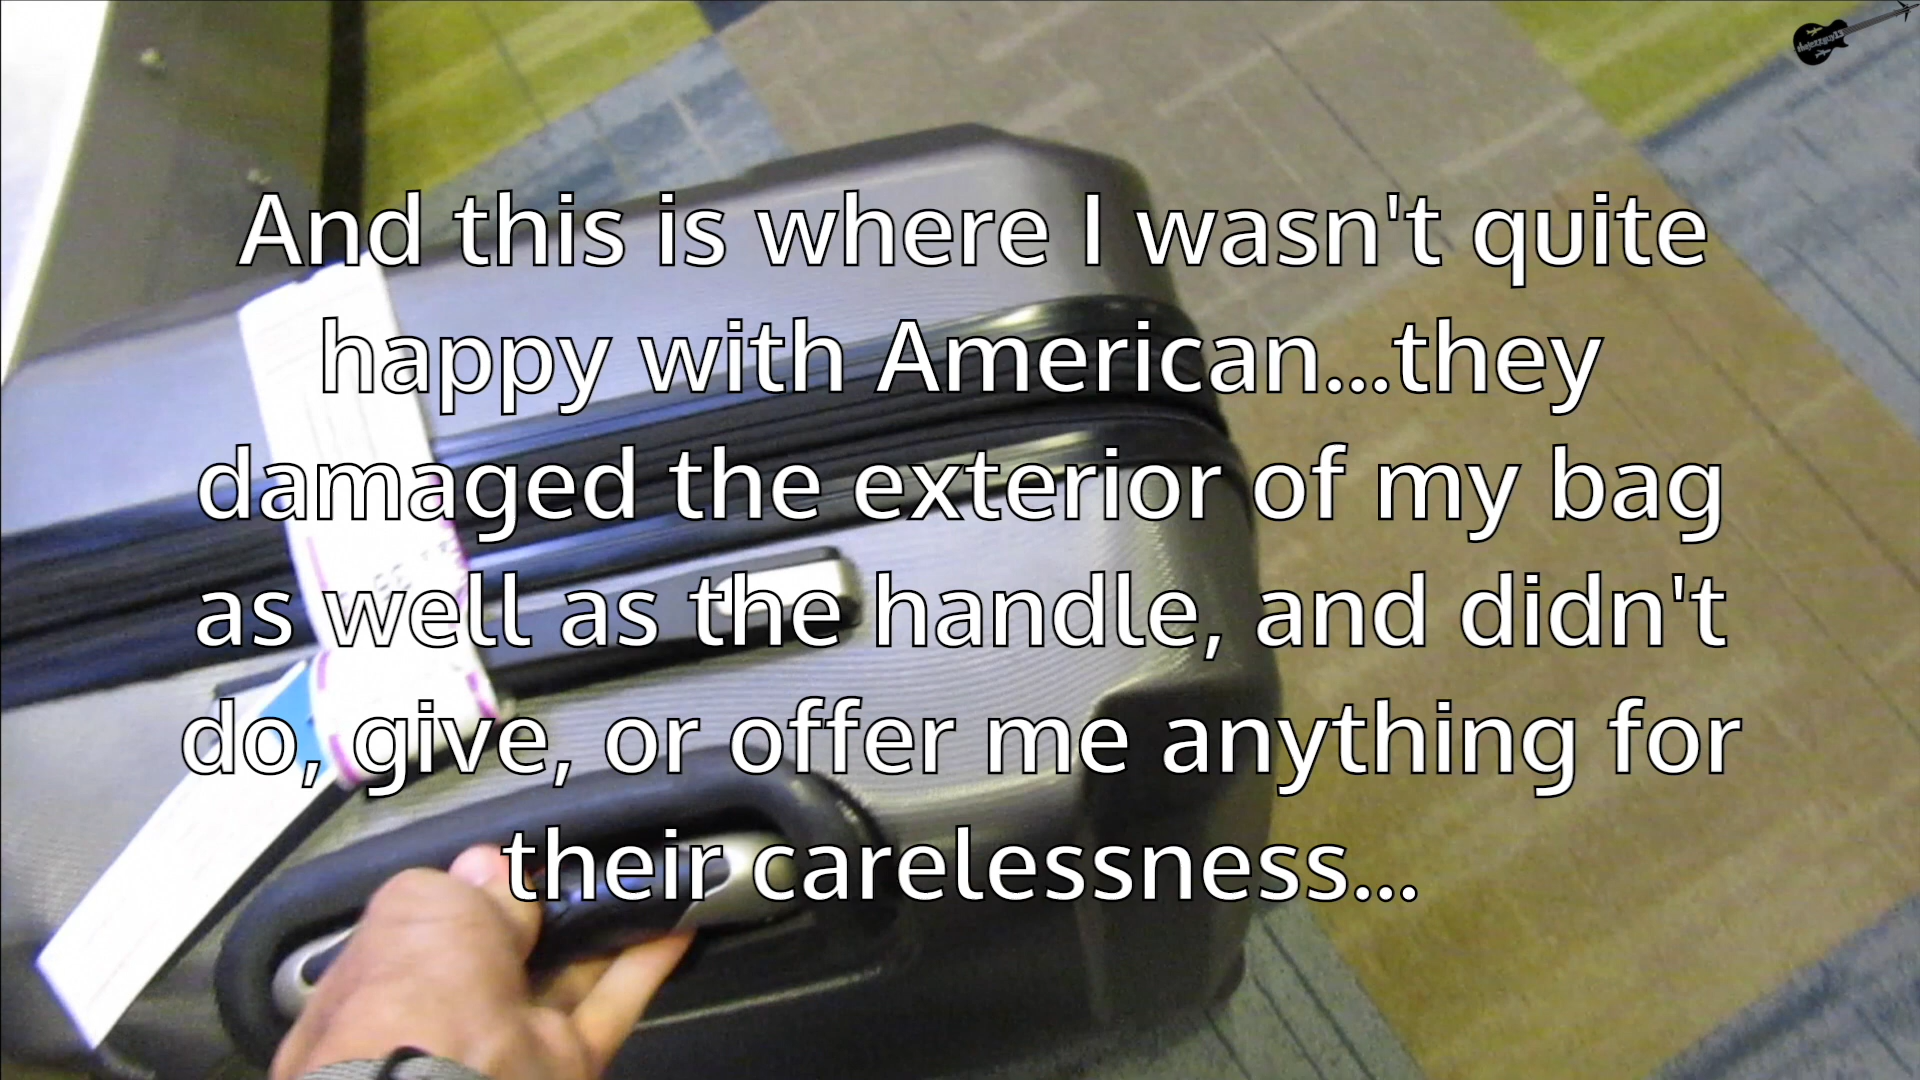 And this is where I wasn't quite
happy with American...they
damaged the exterior of my bag
as well as the handle, and didn't
do, give, or offer me anything for
their carelessness...